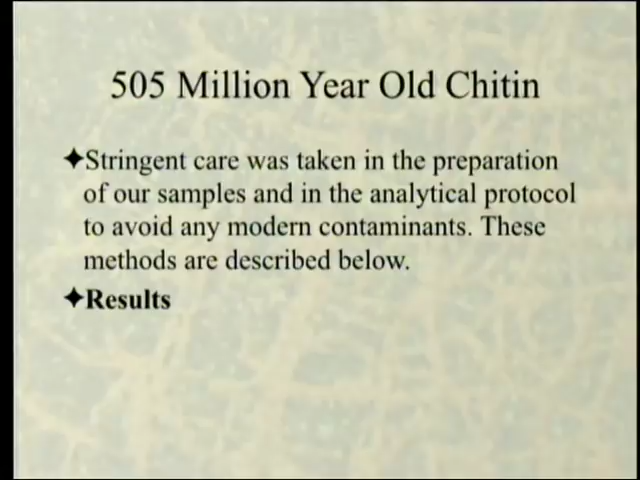 505 Million Year Old Chitin
✦Stringent care was taken in the preparation
of our samples and in the analytical protocol
to avoid any modern contaminants. These
methods are described below.
✦Results